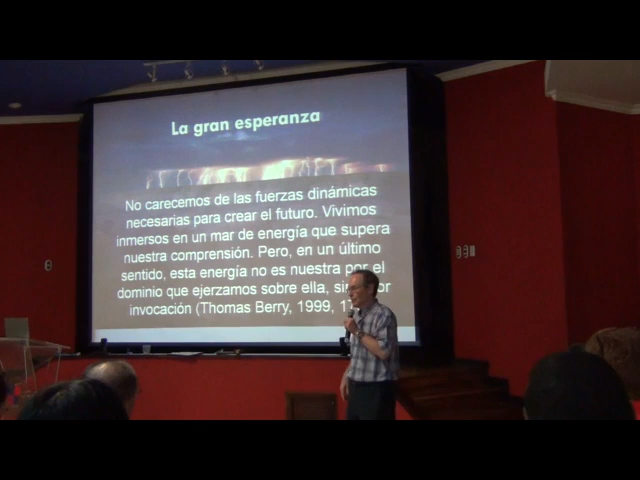 La gran esperanza
No carecemos de las fuerzas dinámicas
necesarias para crear el futuro. Vivimos
inmersos en un mar de energía que supera
nuestra comprensión. Pero, en un último
sentido, esta energía no es nuestra por el
dominio que ejerzamos sobre ella, sino por
invocación (Thomas Berry, 1999,